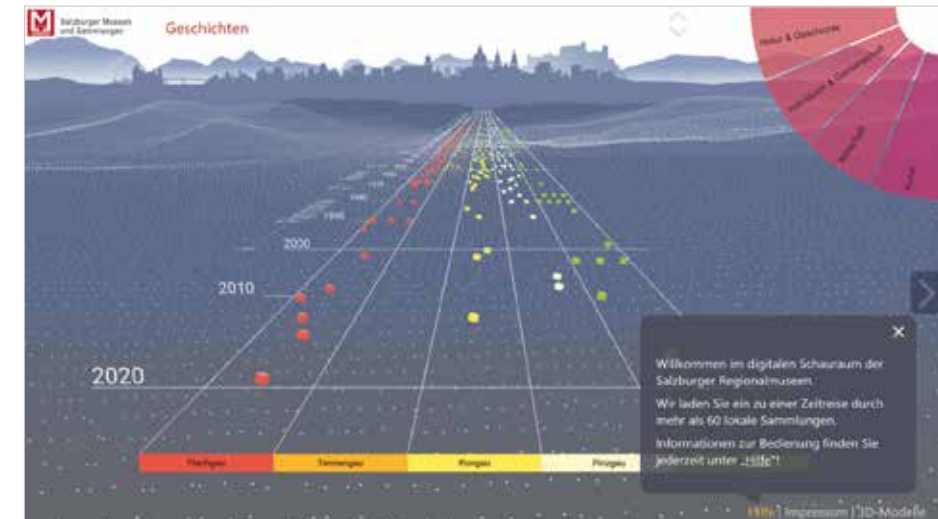 Salzburger Museen
und Sammlungen
Geschichten
Natur & Geschichte
Kunst
2000
2010
2020
Flachgau
Tennengau
Pongau
Pinzgau
Willkommen im digitalen Schauraum der
Salzburger Regionalmuseen.
Wir laden Sie ein zu einer Zeitreise durch
mehr als 60 lokale Sammlungen.
Informationen zur Bedienung finden Sie
jederzeit unter „Hilfe"!
Hilfe | Impressum | 3D-Modelle